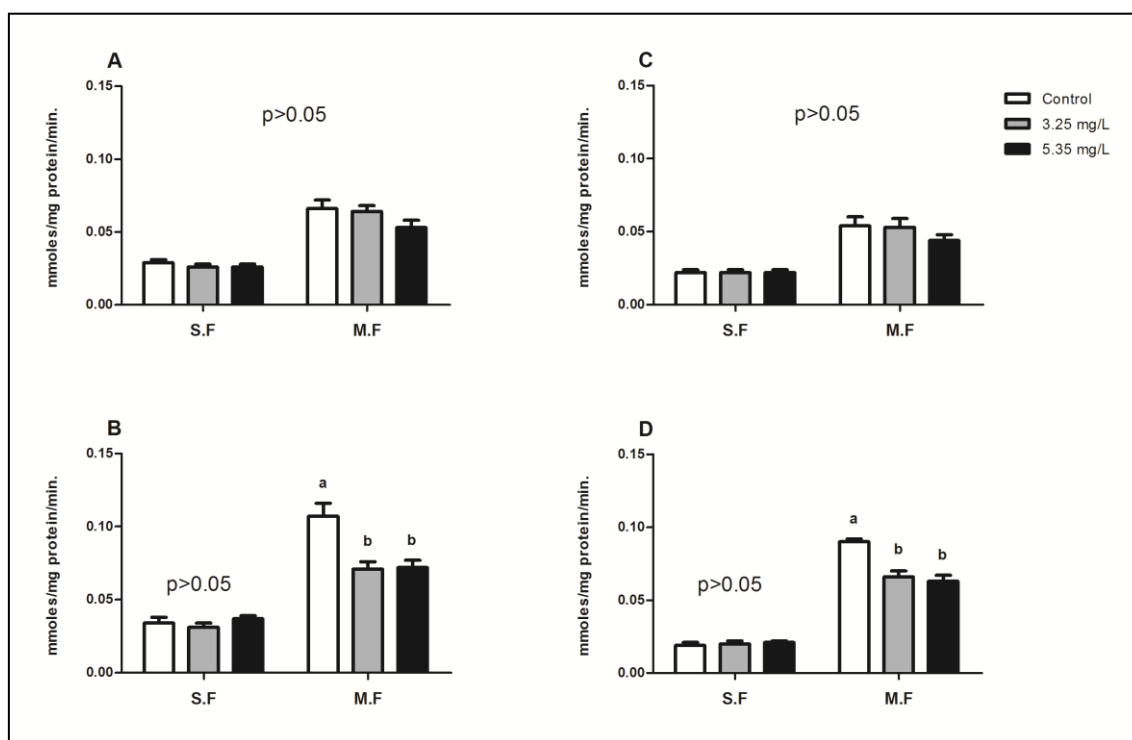 A
mmoles/mg protein/min.
0.15
0.10
0.05
0.00
p>0.05
S.F
M.F
C
mmoles/mg protein/min.
0.15
0.10
0.05
0.00
p>0.05
S.F
M.F
Control
3.25 mg/L
5.35 mg/L
B
mmoles/mg protein/min.
0.15
0.10
0.05
0.00
p>0.05
a
b
b
S.F
M.F
D
mmoles/mg protein/min.
0.15
0.10
0.05
0.00
p>0.05
a
b
b
S.F
M.F